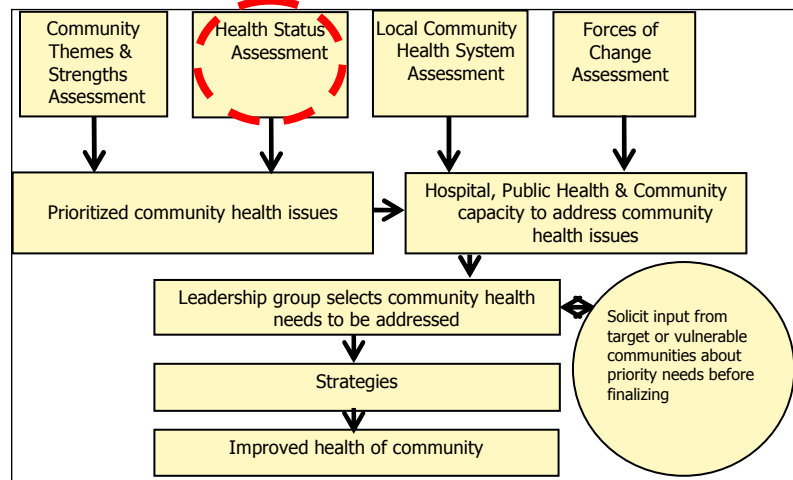 Community
Themes &
Strengths
Assessment
Health Status
Assessment
Local Community
Health System
Assessment
Forces of
Change
Assessment
Prioritized community health issues
Hospital, Public Health & Community
capacity to address community
health issues
Leadership group selects community health
needs to be addressed
Solicit input from
target or vulnerable
communities about
priority needs before
finalizing
Strategies
Improved health of community